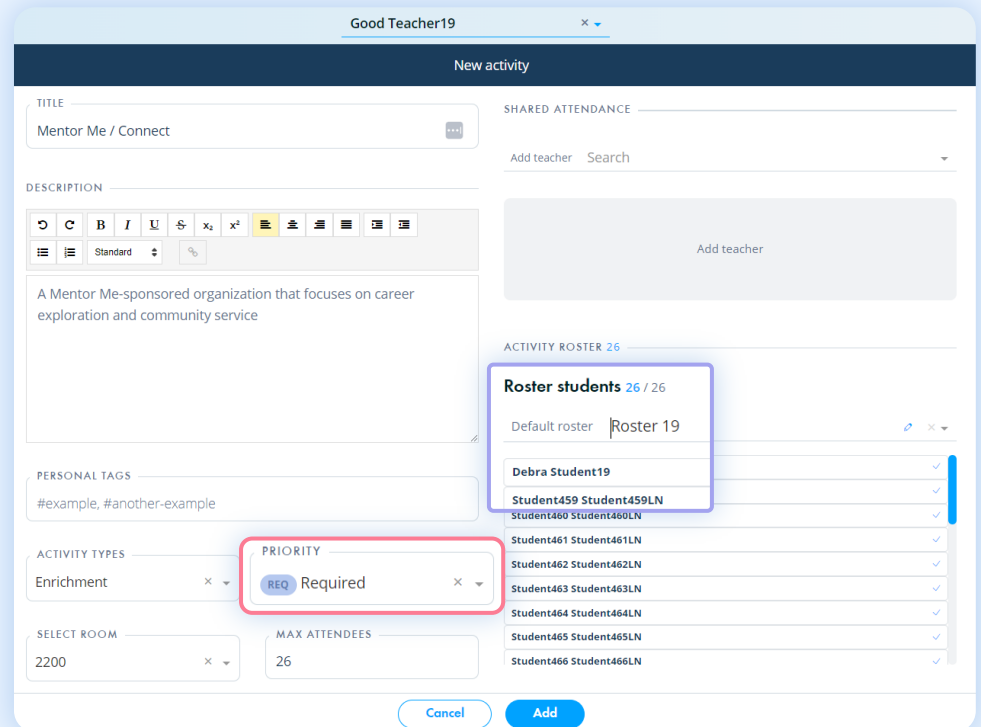 Good Teacher19
New activity
TITLE
Mentor Me / Connect
DESCRIPTION
B I U S x₂ x²
Standard
A Mentor Me-sponsored organization that focuses on career
exploration and community service
PERSONAL TAGS
#example, #another-example
ACTIVITY TYPES
Enrichment
PRIORITY
REQ Required
SELECT ROOM
2200
MAX ATTENDEES
26
SHARED ATTENDANCE
Add teacher Search
Add teacher
ACTIVITY ROSTER 26
Roster students 26 / 26
Default roster Roster 19
Debra Student19
Student459 Student459LN
Student460 Student460LN
Student461 Student461LN
Student462 Student462LN
Student463 Student463LN
Student464 Student464LN
Student465 Student465LN
Student466 Student466LN
Cancel
Add